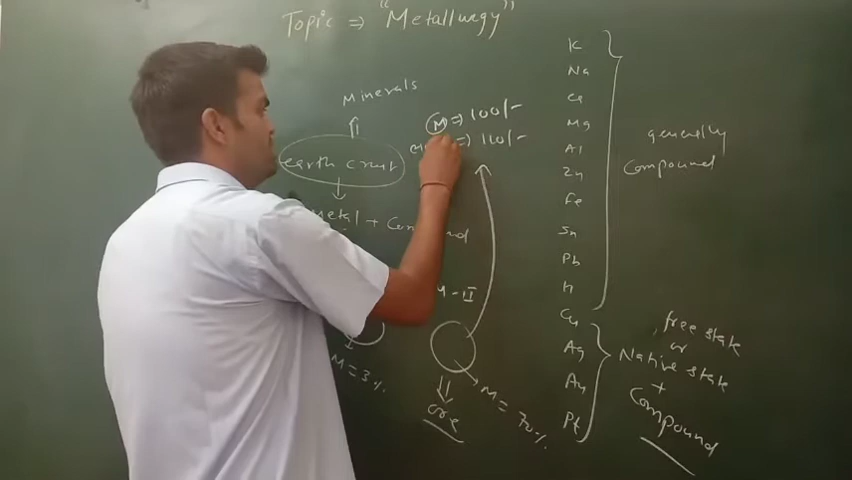 Topic ⇒ "Metallurgy"
Minerals
earth crust
Metal + Compound
M ⇒ 100/-
⇒ 110/-
- II
M = 3%
M = 70%
ore
K
Na
Ca
Mg
Al
Zn
Fe
Sn
Pb
H
Cu
Ag
Au
Pt
generally
Compound
free state
or
Native state
+
Compound